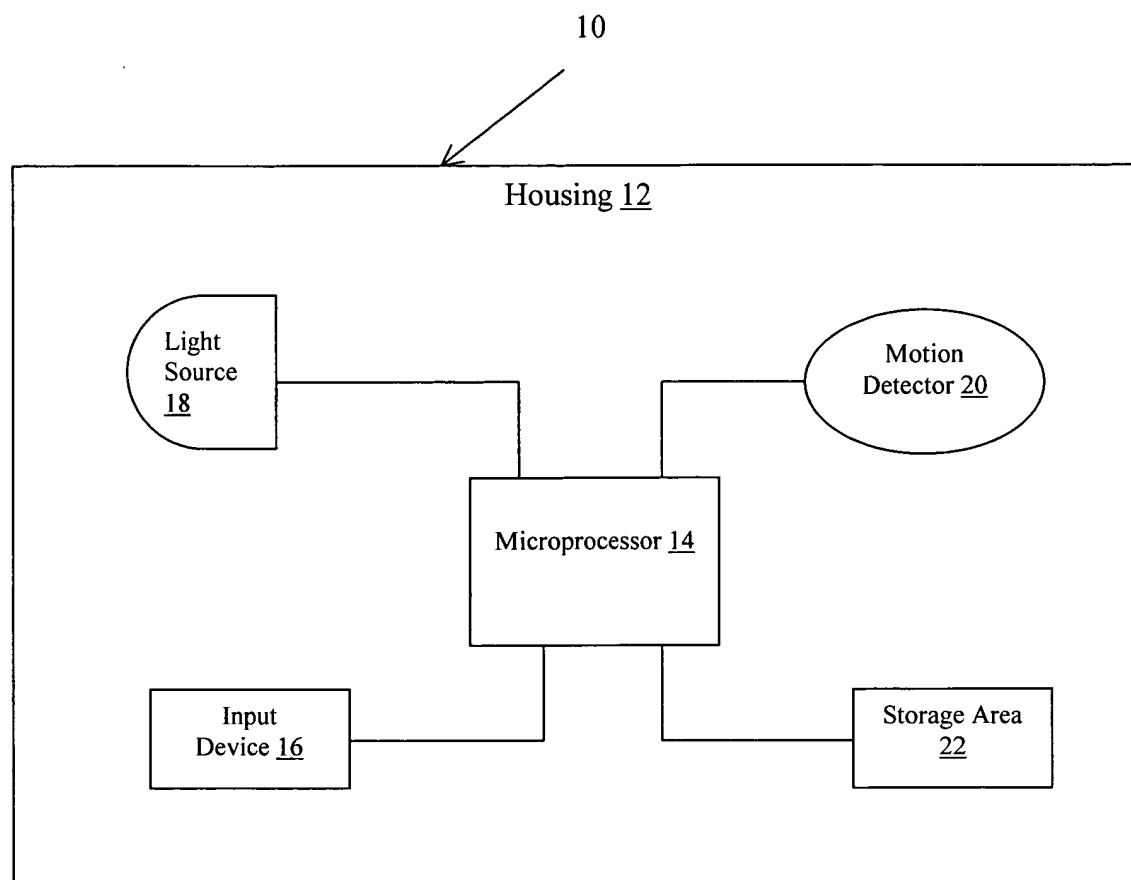 10
Housing 12
Light
Source
18
Motion
Detector 20
Microprocessor 14
Input
Device 16
Storage Area
22